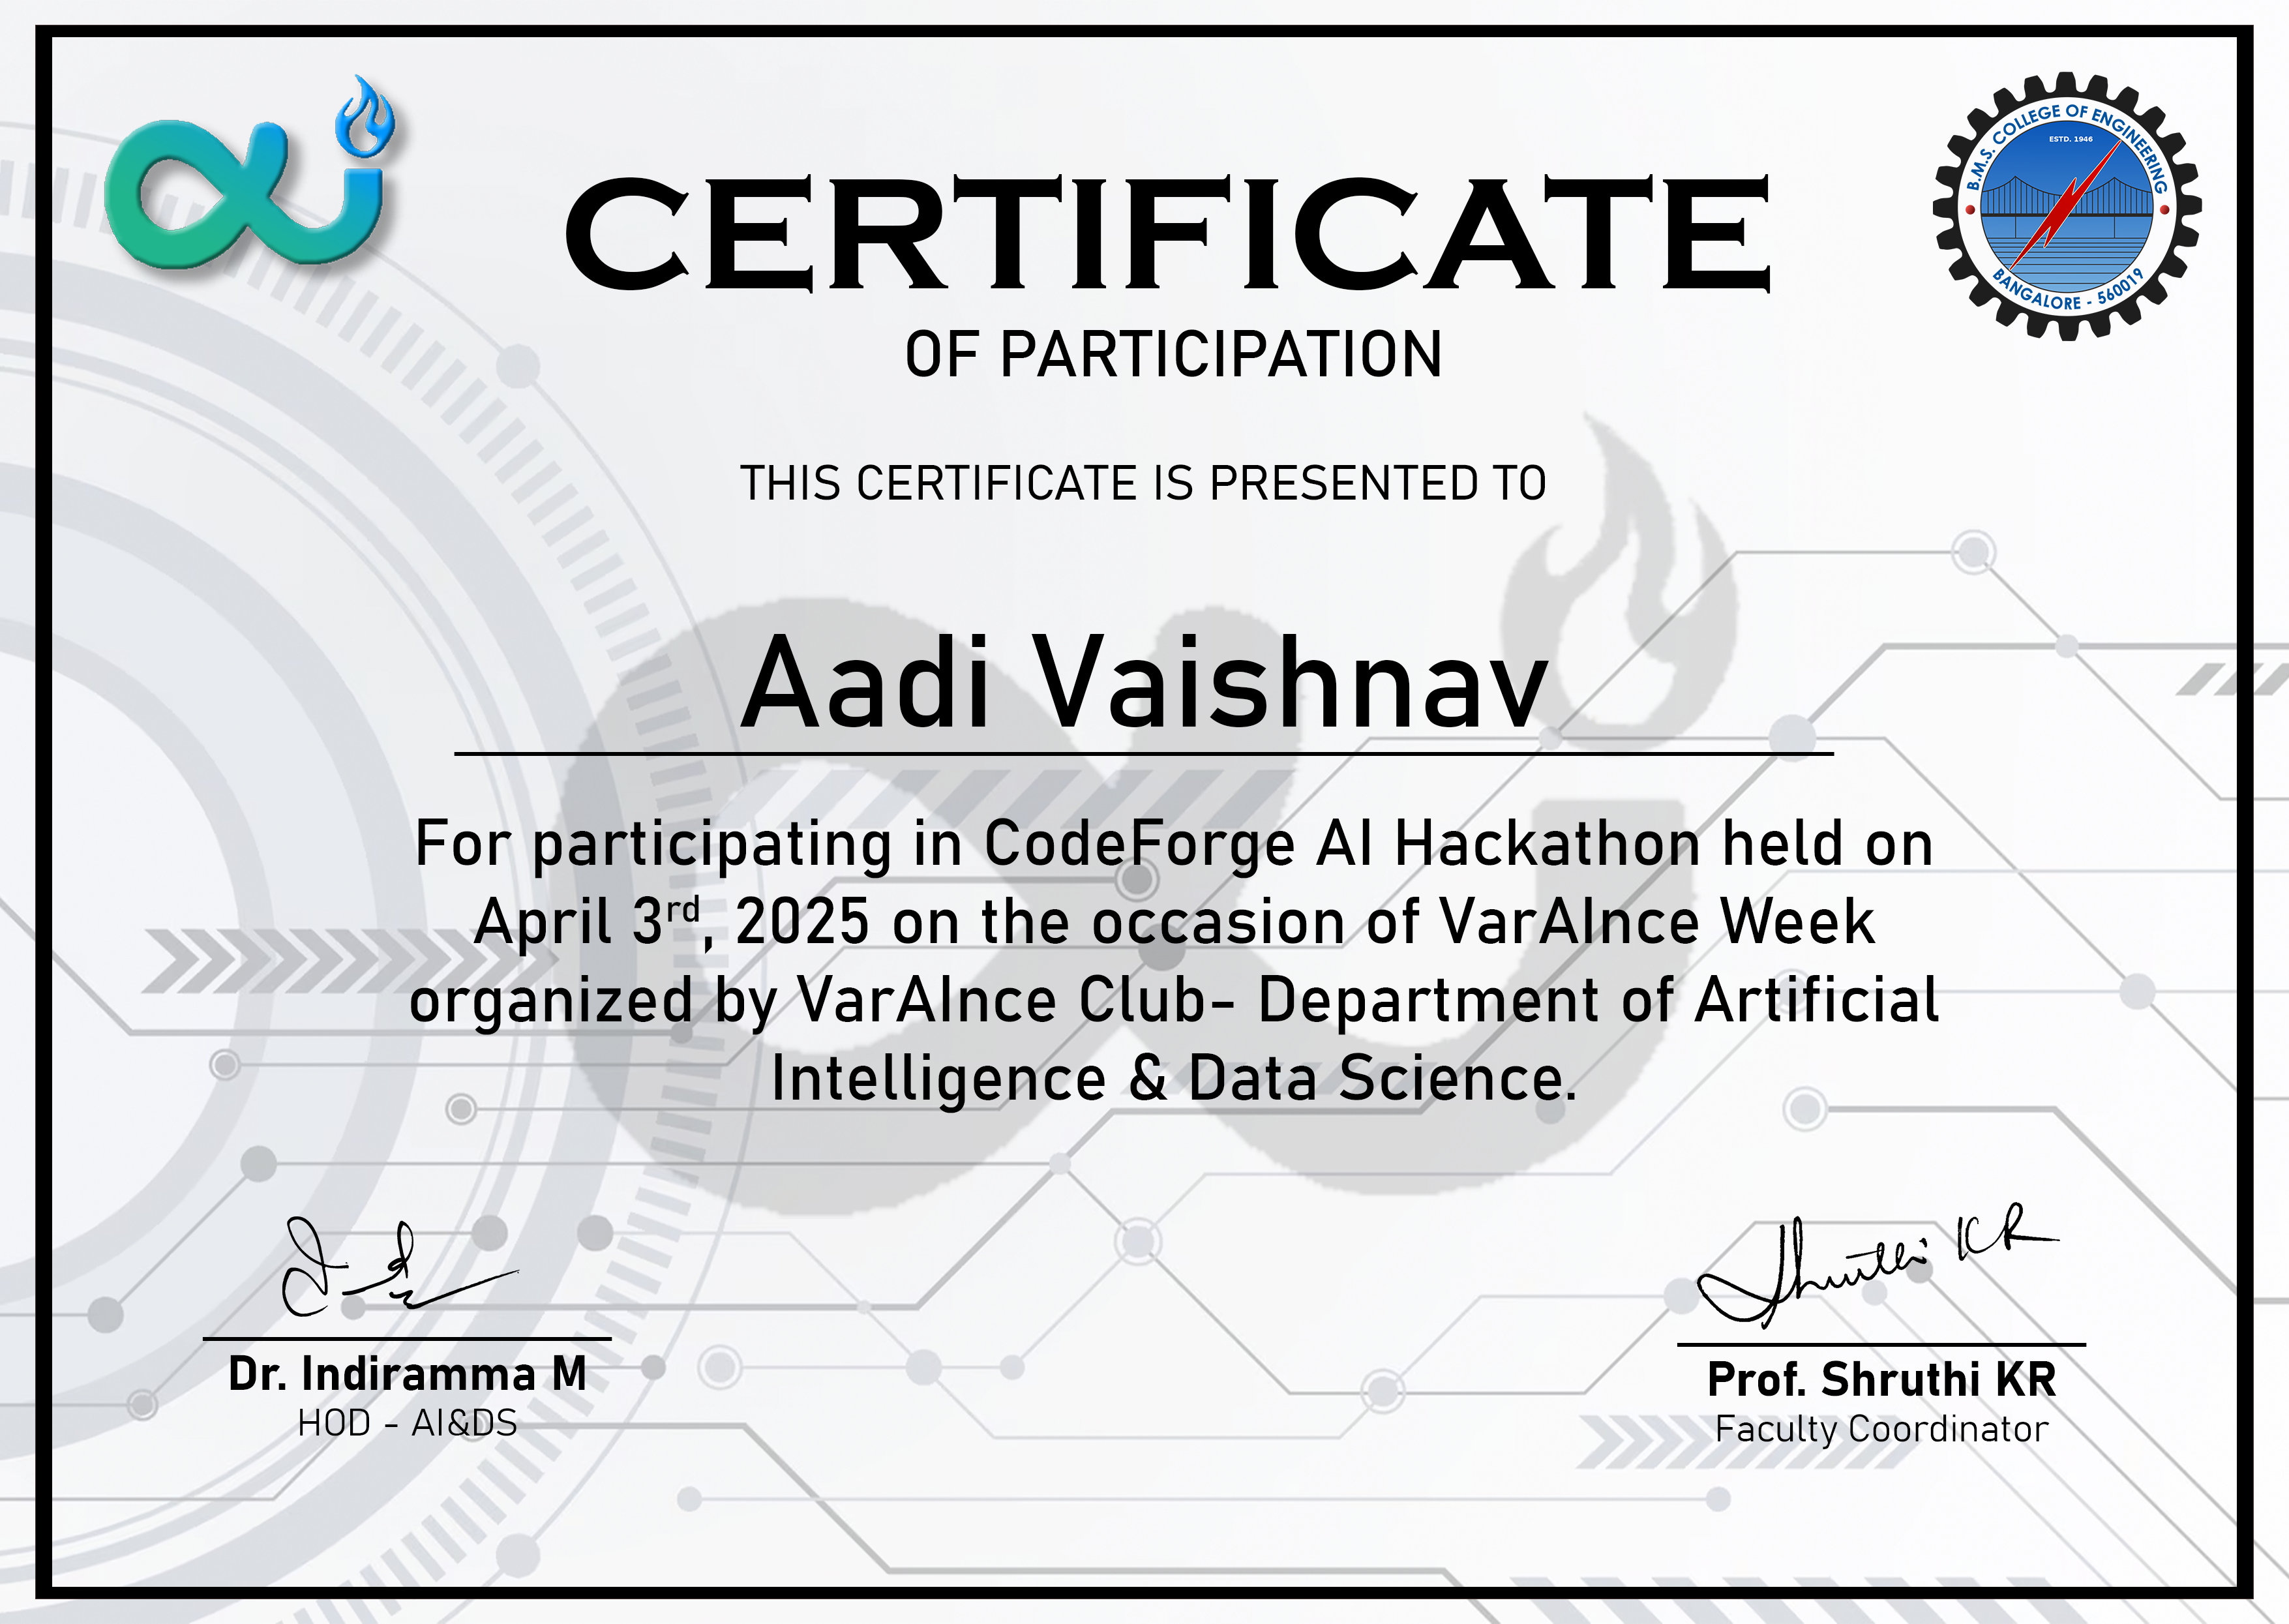 B.M.S. COLLEGE OF ENGINEERING
ESTD. 1946
BANGALORE - 560019
CERTIFICATE
OF PARTICIPATION
THIS CERTIFICATE IS PRESENTED TO
Aadi Vaishnav
For participating in CodeForge AI Hackathon held on
April 3rd, 2025 on the occasion of VarAInce Week
organized by VarAInce Club- Department of Artificial
Intelligence & Data Science.
Shruthi KR
Dr. Indiramma M
HOD - AI&DS
Prof. Shruthi KR
Faculty Coordinator